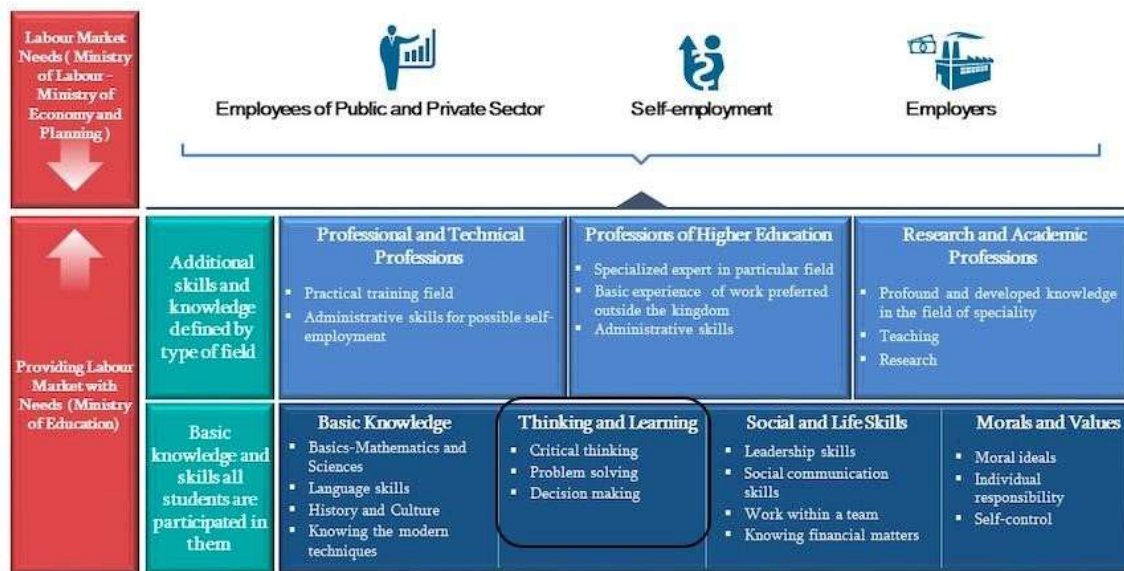 Labour Market
Needs ( Ministry
of Labour -
Ministry of
Economy and
Planning )
Employees of Public and Private Sector
Self-employment
Employers
Providing Labour
Market with
Needs (Ministry
of Education)
Additional
skills and
knowledge
defined by
type of field
Professional and Technical
Professions
▪ Practical training field
▪ Administrative skills for possible self-
employment
Professions of Higher Education
▪ Specialized expert in particular field
▪ Basic experience of work preferred
outside the kingdom
▪ Administrative skills
Research and Academic
Professions
▪ Profound and developed knowledge
in the field of speciality
▪ Teaching
▪ Research
Basic
knowledge and
skills all
students are
participated in
them
Basic Knowledge
▪ Basics-Mathematics and
Sciences
▪ Language skills
▪ History and Culture
▪ Knowing the modern
techniques
Thinking and Learning
▪ Critical thinking
▪ Problem solving
▪ Decision making
Social and Life Skills
▪ Leadership skills
▪ Social communication
skills
▪ Work within a team
▪ Knowing financial matters
Morals and Values
▪ Moral ideals
▪ Individual
responsibility
▪ Self-control